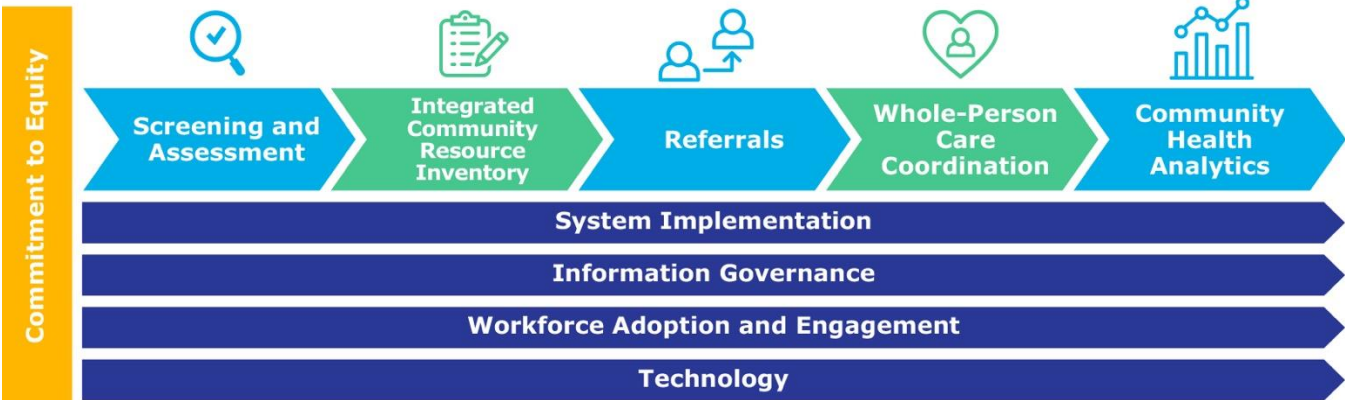 Commitment to Equity
Screening and
Assessment
Integrated
Community
Resource
Inventory
Referrals
Whole-Person
Care
Coordination
Community
Health
Analytics
System Implementation
Information Governance
Workforce Adoption and Engagement
Technology